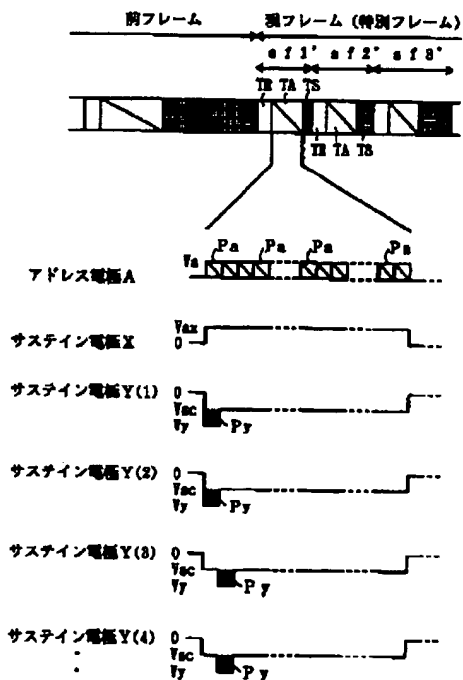 前フレーム 現フレーム(特別フレーム)
sf1' sf2' sf3'
TR TA TS
TR TA TS
Va Pa Pa Pa Pa
アドレス電極A
Vax
サステイン電極X 0
サステイン電極Y(1) 0
Vsc
Vy Py
サステイン電極Y(2) 0
Vsc
Vy Py
サステイン電極Y(3) 0
Vsc
Vy Py
サステイン電極Y(4) 0
Vsc
Vy Py